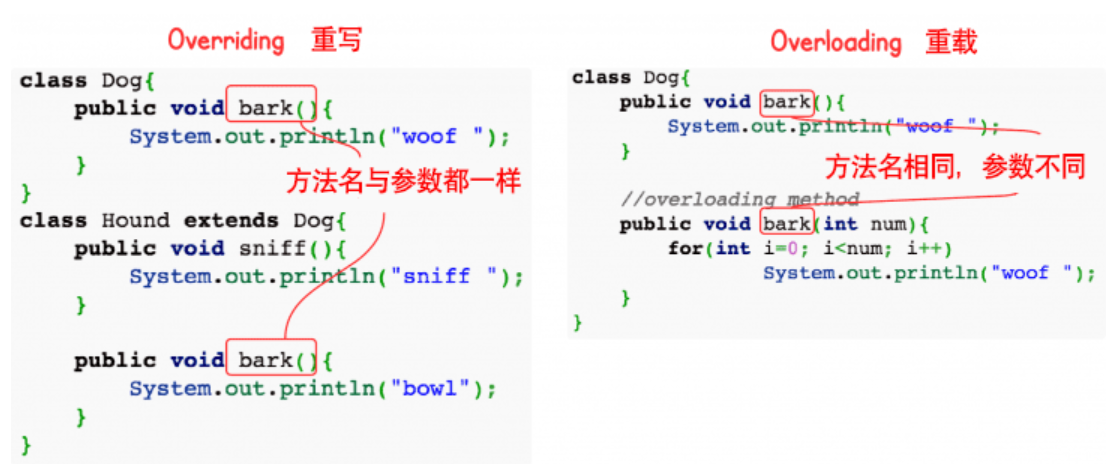 Overriding 重写
class Dog{
    public void bark(){
        System.out.println("woof ");
    }
}
方法名与参数都一样
class Hound extends Dog{
    public void sniff(){
        System.out.println("sniff ");
    }
    public void bark(){
        System.out.println("bowl");
    }
}
Overloading 重载
class Dog{
    public void bark(){
        System.out.println("woof ");
    }
方法名相同，参数不同
    //overloading method
    public void bark(int num){
        for(int i=0; i<num; i++)
                System.out.println("woof ");
    }
}